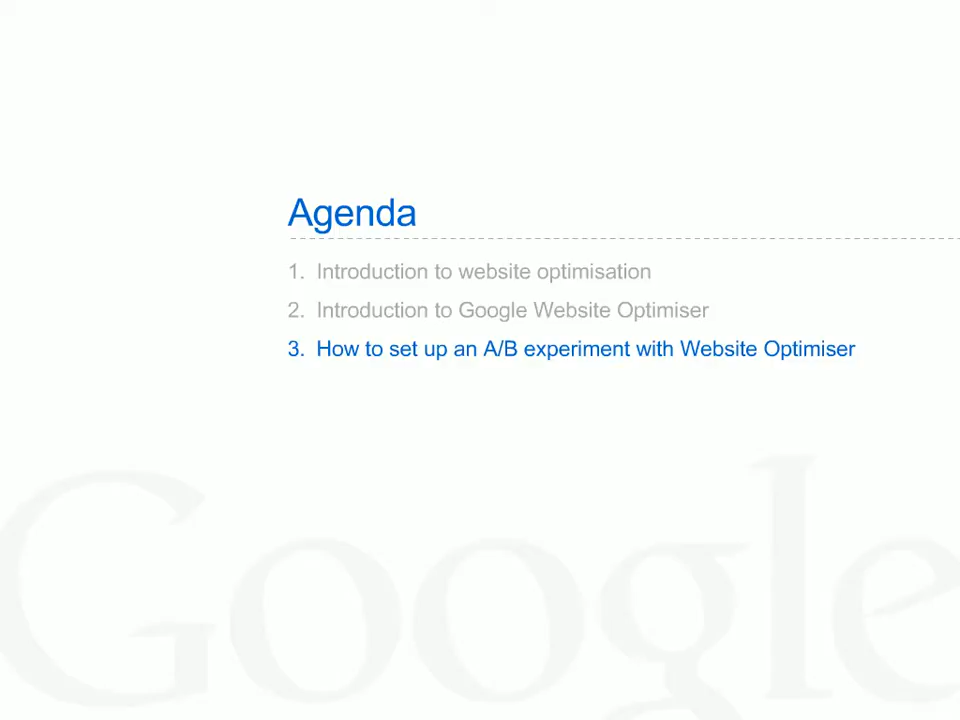 Agenda
1. Introduction to website optimisation
2. Introduction to Google Website Optimiser
3. How to set up an A/B experiment with Website Optimiser
Google